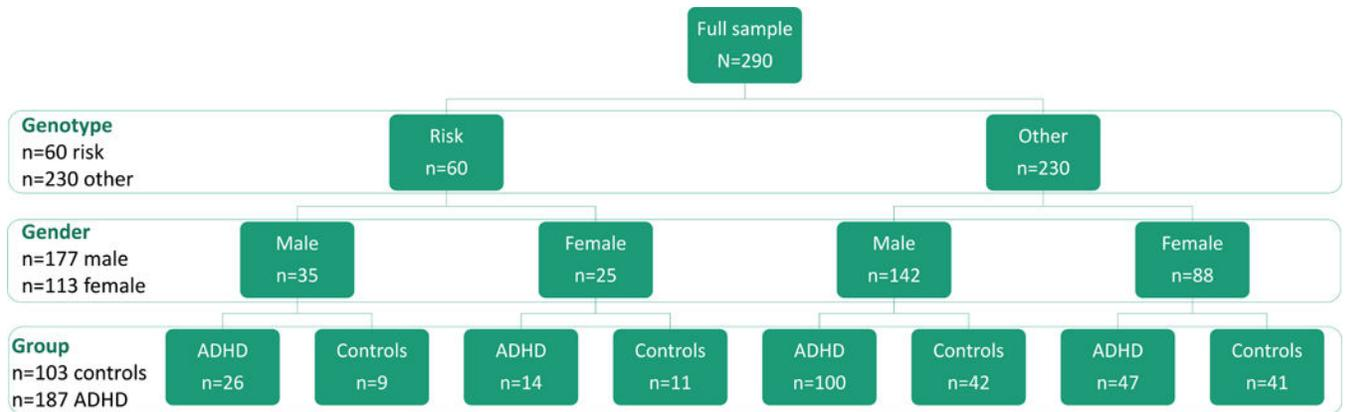 Full sample
N=290
Genotype
n=60 risk
n=230 other
Risk
n=60
Other
n=230
Gender
n=177 male
n=113 female
Male
n=35
Female
n=25
Male
n=142
Female
n=88
Group
n=103 controls
n=187 ADHD
ADHD
n=26
Controls
n=9
ADHD
n=14
Controls
n=11
ADHD
n=100
Controls
n=42
ADHD
n=47
Controls
n=41